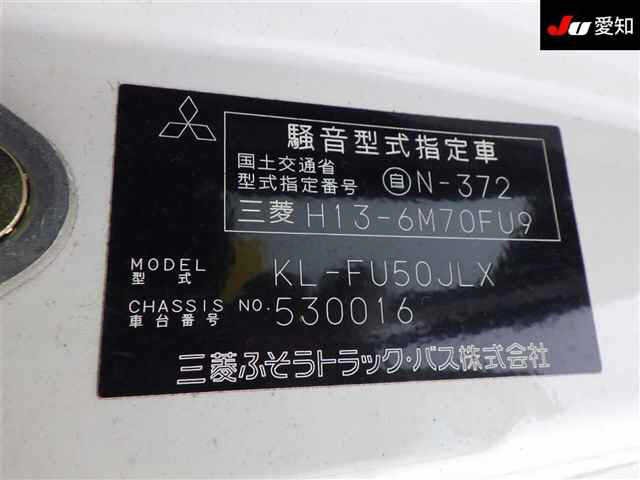 JU 愛知
騒音型式指定車
国土交通省
型式指定番号 自N-372
三菱 H13-6M70FU9
MODEL
型式 KL-FU50JLX
CHASSIS NO.
車台番号 530016
三菱ふそうトラック・バス株式会社